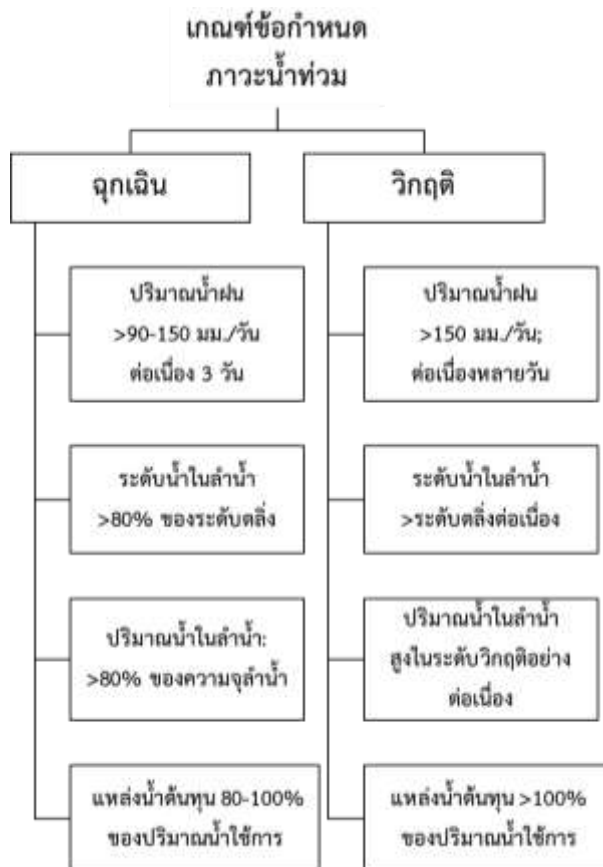 เกณฑ์ข้อกำหนด
ภาวะน้ำท่วม
ฉุกเฉิน
ปริมาณน้ำฝน
>90-150 มม./วัน
ต่อเนื่อง 3 วัน
ระดับน้ำในลำน้ำ
>80% ของระดับตลิ่ง
ปริมาณน้ำในลำน้ำ:
>80% ของความจุลำน้ำ
แหล่งน้ำต้นทุน 80-100%
ของปริมาณน้ำใช้การ
วิกฤติ
ปริมาณน้ำฝน
>150 มม./วัน;
ต่อเนื่องหลายวัน
ระดับน้ำในลำน้ำ
>ระดับตลิ่งต่อเนื่อง
ปริมาณน้ำในลำน้ำ
สูงในระดับวิกฤติอย่าง
ต่อเนื่อง
แหล่งน้ำต้นทุน >100%
ของปริมาณน้ำใช้การ